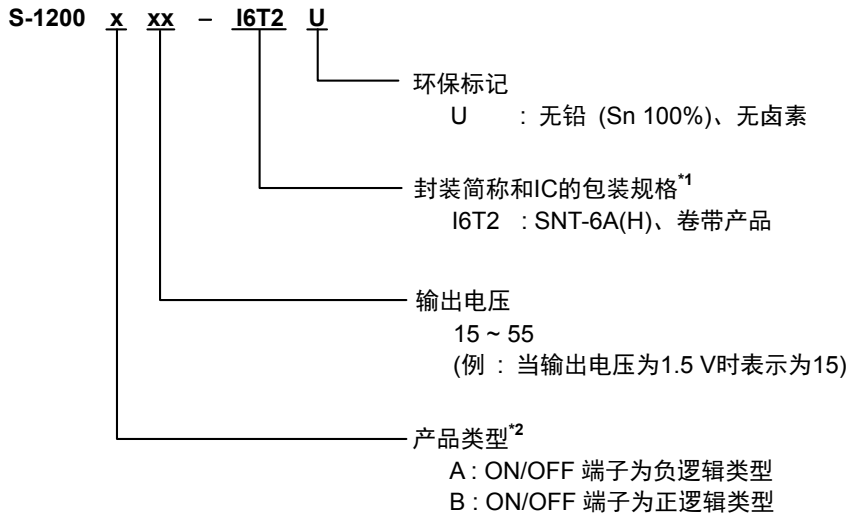 S-1200 x xx – I6T2 U
环保标记
U : 无铅 (Sn 100%)、无卤素
封装简称和IC的包装规格*1
I6T2 : SNT-6A(H)、卷带产品
输出电压
15 ~ 55
(例 : 当输出电压为1.5 V时表示为15)
产品类型*2
A : ON/OFF 端子为负逻辑类型
B : ON/OFF 端子为正逻辑类型